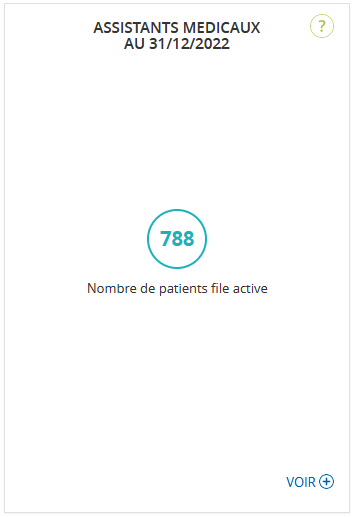 ASSISTANTS MEDICAUX
AU 31/12/2022
?
788
Nombre de patients file active
VOIR